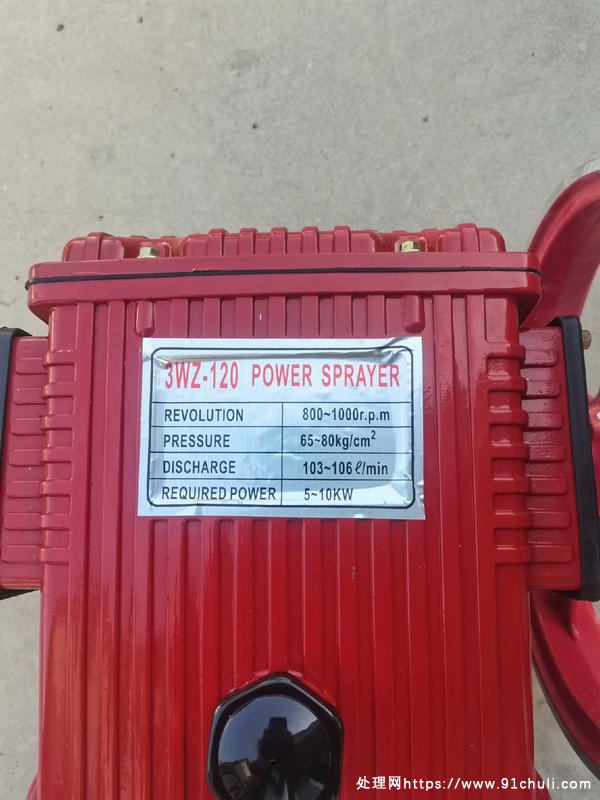 3WZ-120 POWER SPRAYER
REVOLUTION 800~1000r.p.m
PRESSURE 65~80kg/cm²
DISCHARGE 103~106ℓ/min
REQUIRED POWER 5~10KW
处理网https://www.91chuli.com